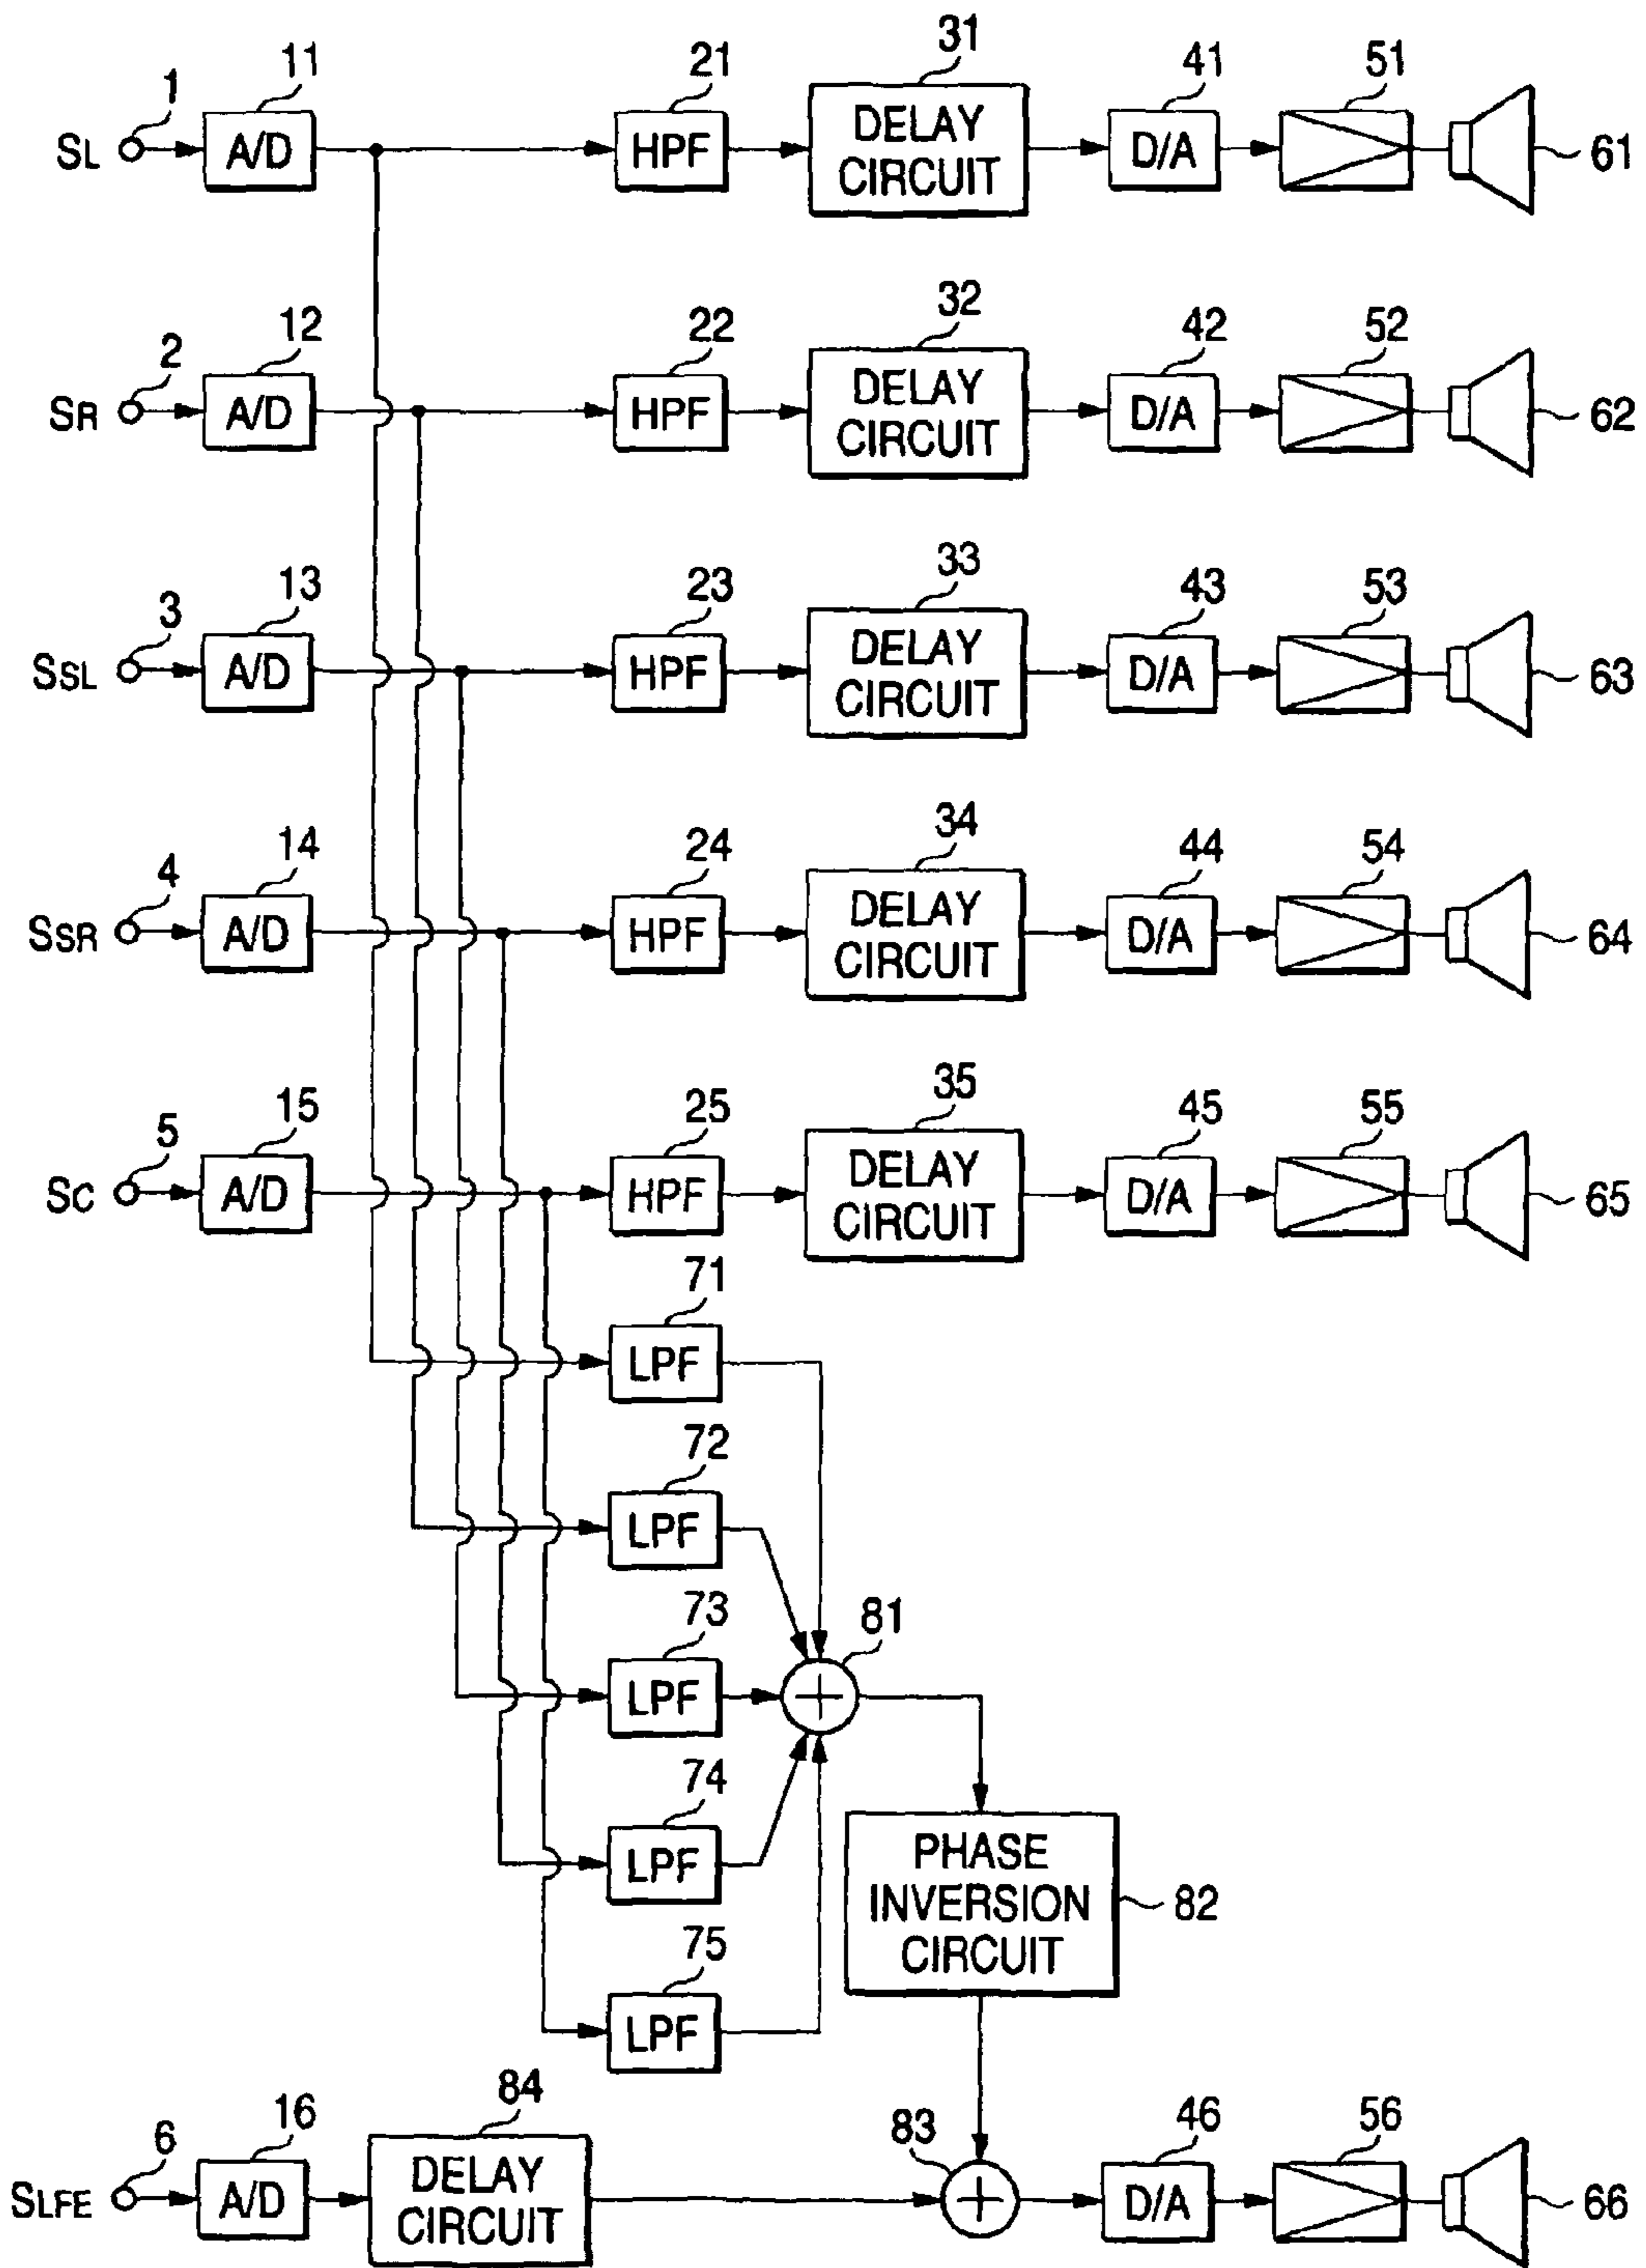 11 21 31 41 51
1
SL A/D HPF DELAY CIRCUIT D/A 61
12 22 32 42 52
2
SR A/D HPF DELAY CIRCUIT D/A 62
13 23 33 43 53
3
SSL A/D HPF DELAY CIRCUIT D/A 63
14 24 34 44 54
4
SSR A/D HPF DELAY CIRCUIT D/A 64
15 25 35 45 55
5
SC A/D HPF DELAY CIRCUIT D/A 65
71
LPF
72
LPF
73 81
LPF
74
LPF
PHASE
INVERSION
CIRCUIT
82
75
LPF
6 16 84 83 46 56
SLFE A/D DELAY CIRCUIT D/A 66